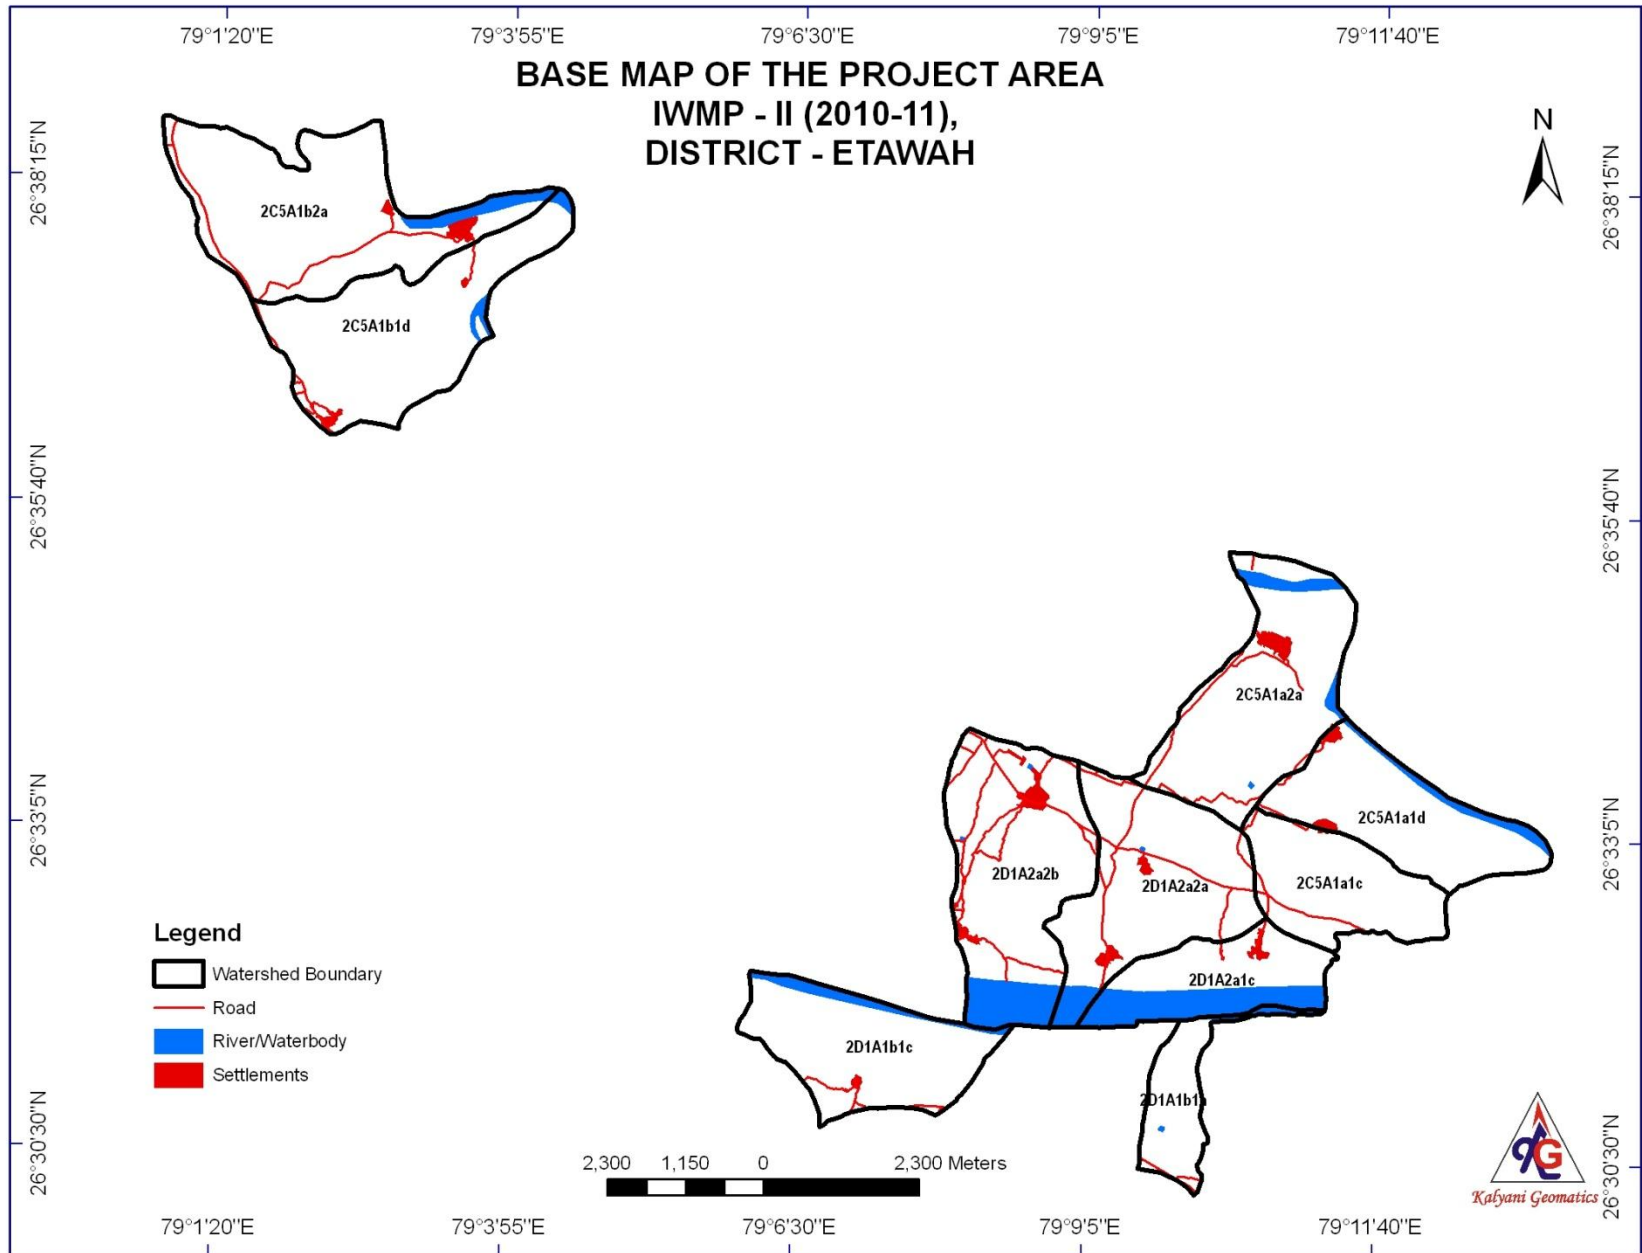 79°1'20"E 79°3'55"E 79°6'30"E 79°9'5"E 79°11'40"E
BASE MAP OF THE PROJECT AREA
IWMP - II (2010-11),
DISTRICT - ETAWAH
N
26°38'15"N
26°38'15"N
2C5A1b2a
2C5A1b1d
26°35'40"N
26°35'40"N
2C5A1a2a
26°33'5"N
26°33'5"N
2C5A1a1d
2D1A2a2b
2D1A2a2a
2C5A1a1c
2D1A2a1c
2D1A1b1c
2D1A1b1
Legend
Watershed Boundary
Road
River/Waterbody
Settlements
26°30'30"N
26°30'30"N
2,300 1,150 0 2,300 Meters
G
Kalyani Geomatics
79°1'20"E 79°3'55"E 79°6'30"E 79°9'5"E 79°11'40"E